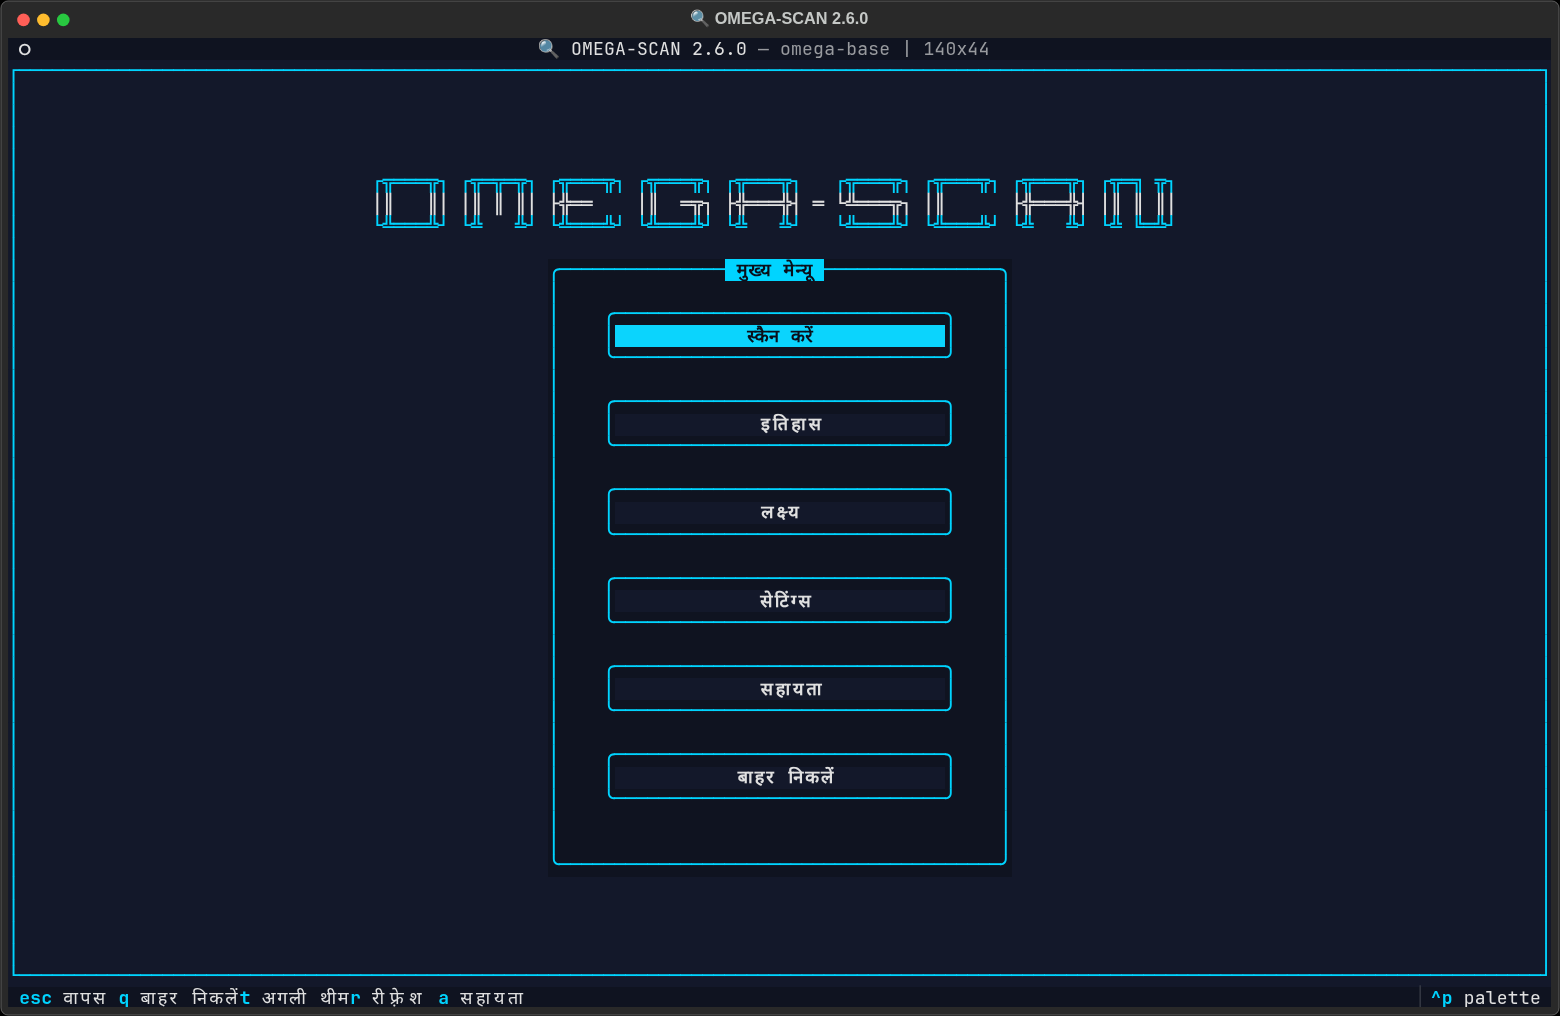 🔍 OMEGA-SCAN 2.6.0
🔍 OMEGA-SCAN 2.6.0 — omega-base | 140x44
OMEGA-SCAN
मुख्य मेन्यू
स्कैन करें
इतिहास
लक्ष्य
सेटिंग्स
सहायता
बाहर निकलें
esc वापस q बाहर निकलें t अगली थीम r रीफ़्रेश a सहायता ^p palette